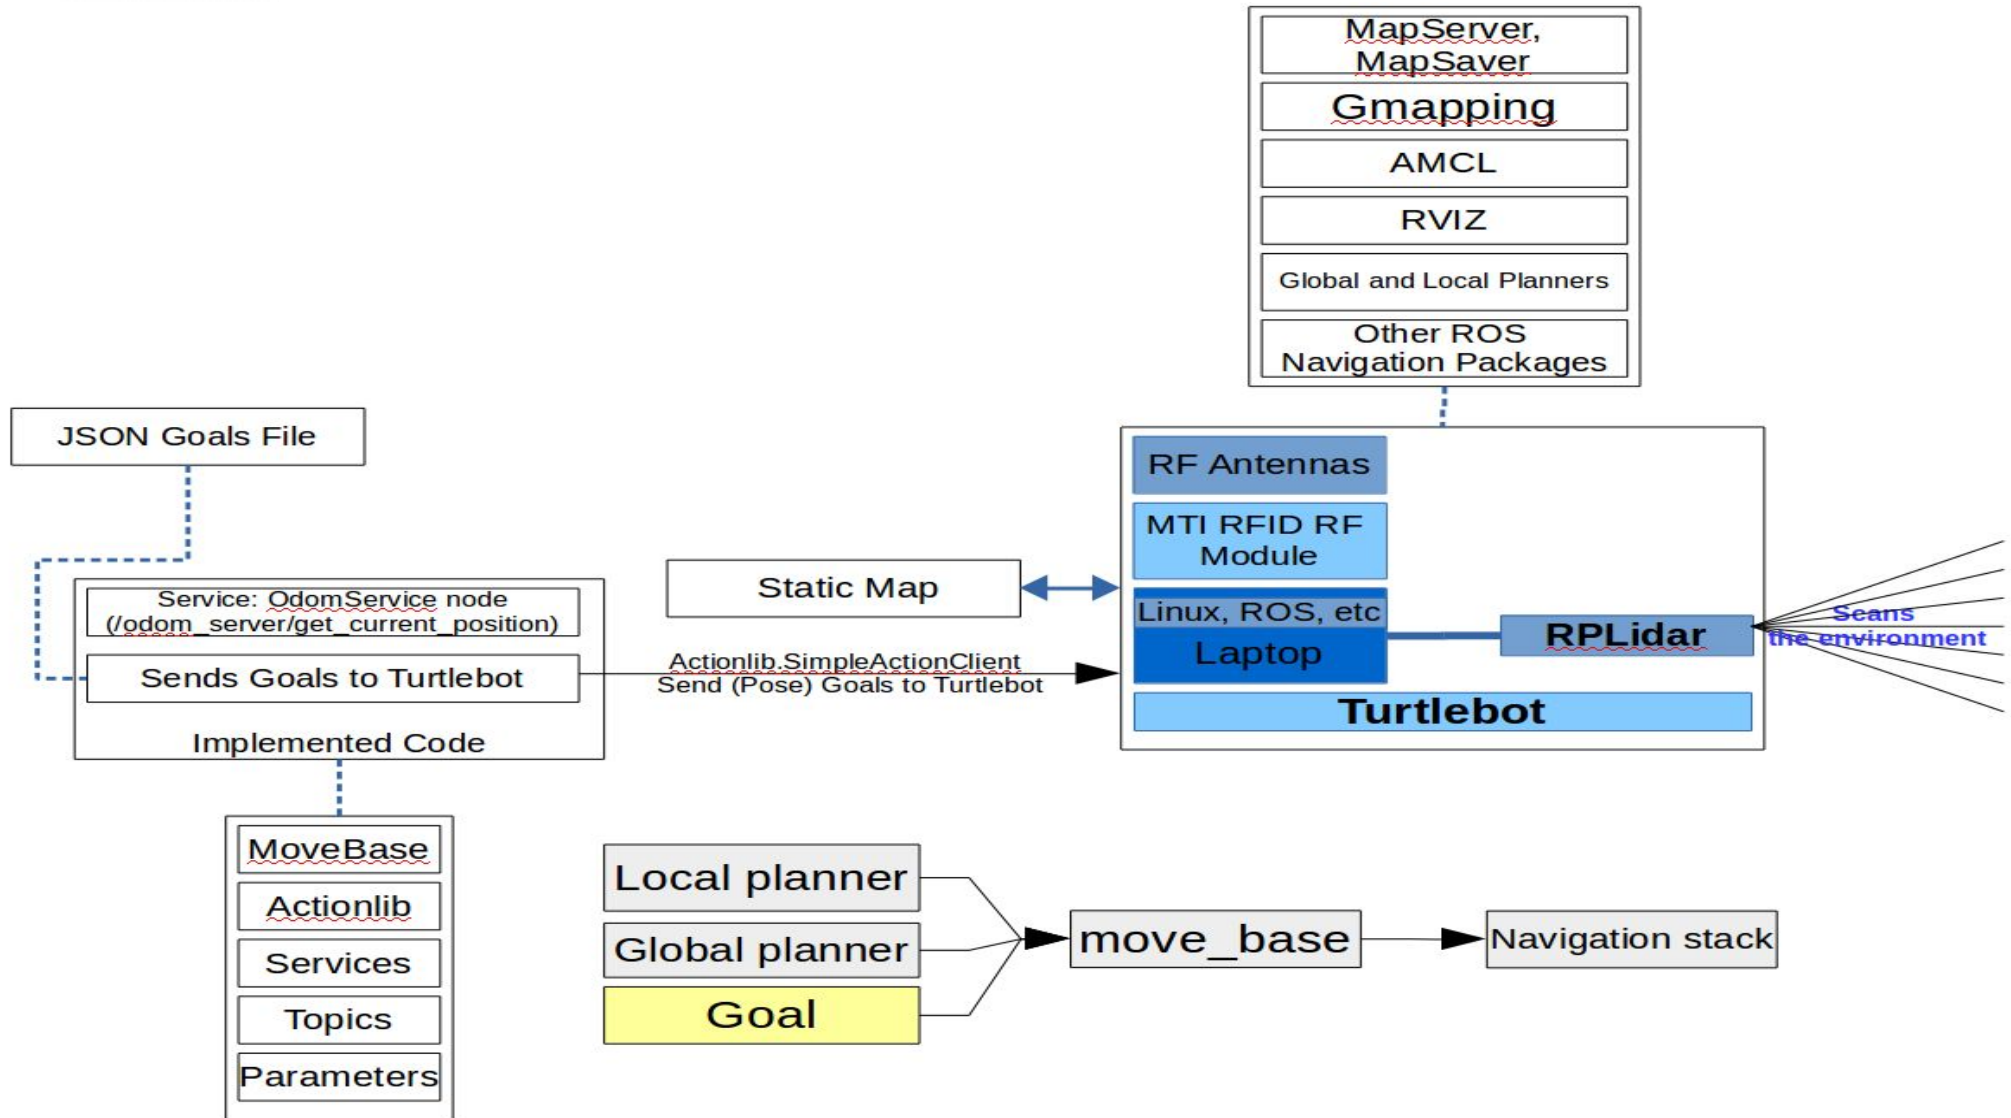 MapServer,
MapSaver
Gmapping
AMCL
RVIZ
Global and Local Planners
Other ROS
Navigation Packages
JSON Goals File
Service: OdomService node
(/odom_server/get_current_position)
Sends Goals to Turtlebot
Implemented Code
Static Map
Actionlib.SimpleActionClient
Send (Pose) Goals to Turtlebot
RF Antennas
MTI RFID RF
Module
Linux, ROS, etc
Laptop
RPLidar
Turtlebot
Scans
the environment
MoveBase
Actionlib
Services
Topics
Parameters
Local planner
Global planner
Goal
move_base
Navigation stack